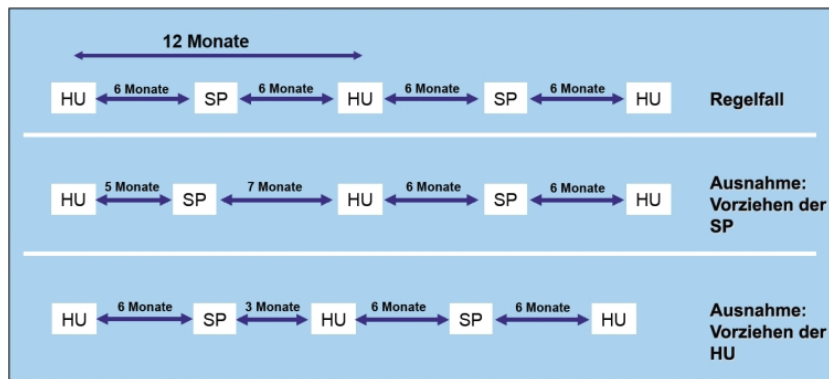 12 Monate
6 Monate 6 Monate 6 Monate 6 Monate
HU SP HU SP HU Regelfall
5 Monate 7 Monate 6 Monate 6 Monate
HU SP HU SP HU
Ausnahme:
Vorziehen der
SP
6 Monate 3 Monate 6 Monate 6 Monate
HU SP HU SP HU
Ausnahme:
Vorziehen der
HU